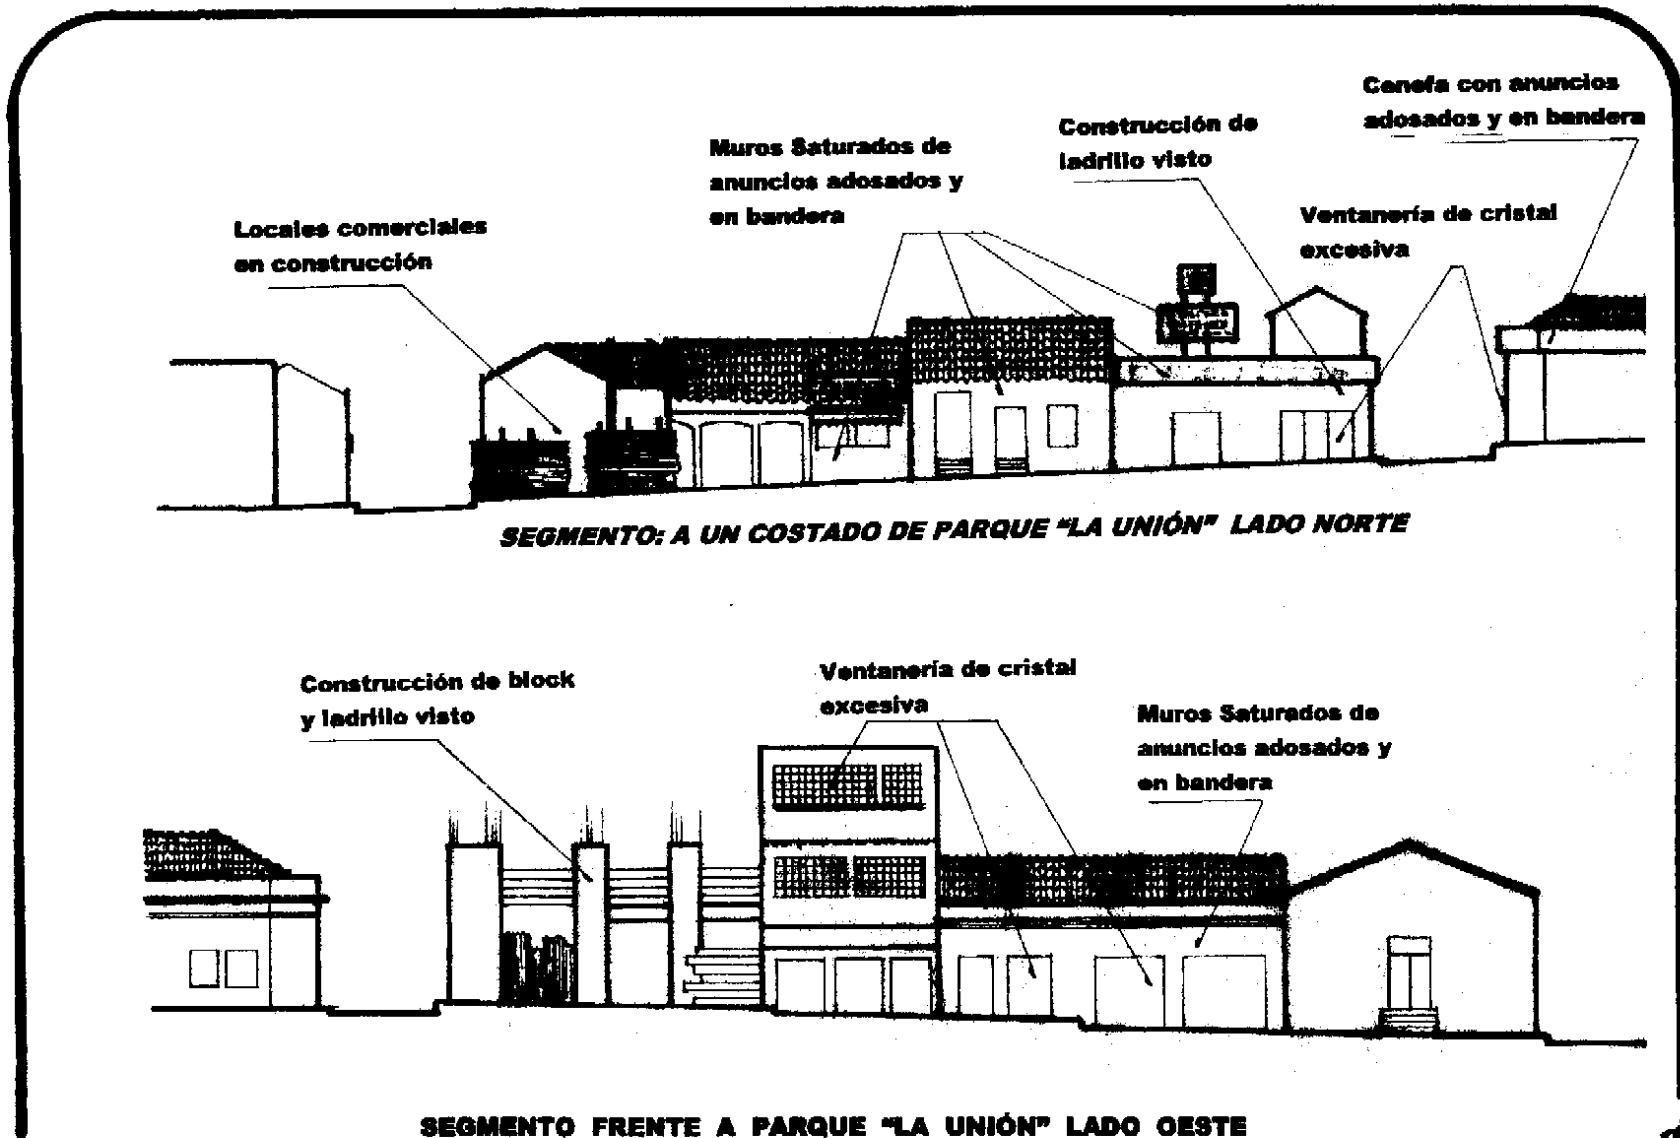 Cenefa con anuncios
adosados y en bandera
Construcción de
ladrillo visto
Muros Saturados de
anuncios adosados y
en bandera
Ventanería de cristal
excesiva
Locales comerciales
en construcción
SEGMENTO: A UN COSTADO DE PARQUE “LA UNIÓN” LADO NORTE
Construcción de block
y ladrillo visto
Ventanería de cristal
excesiva
Muros Saturados de
anuncios adosados y
en bandera
SEGMENTO FRENTE A PARQUE “LA UNIÓN” LADO OESTE